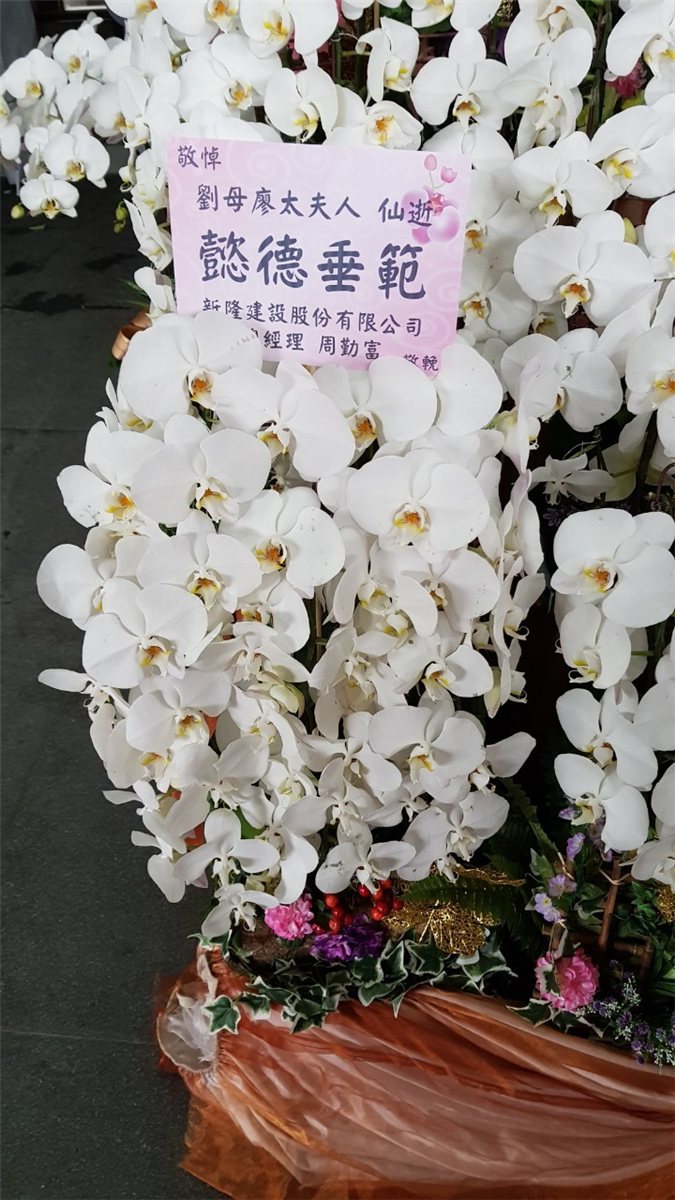 敬悼
劉母廖太夫人 仙逝
懿德垂範
新隆建設股份有限公司
經理 周勤富
敬輓